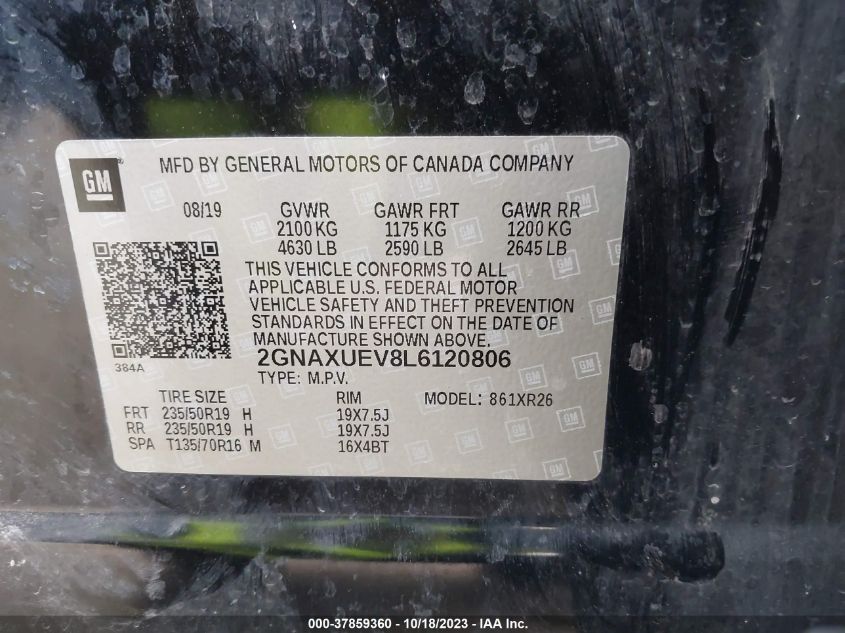 GM
MFD BY GENERAL MOTORS OF CANADA COMPANY
08/19 GVWR GAWR FRT GAWR RR
2100 KG 1175 KG 1200 KG
4630 LB 2590 LB 2645 LB
THIS VEHICLE CONFORMS TO ALL
APPLICABLE U.S. FEDERAL MOTOR
VEHICLE SAFETY AND THEFT PREVENTION
STANDARDS IN EFFECT ON THE DATE OF
MANUFACTURE SHOWN ABOVE.
2GNAXUEV8L6120806
384A
TYPE: M.P.V.
TIRE SIZE RIM MODEL: 861XR26
FRT 235/50R19 H 19X7.5J
RR 235/50R19 H 19X7.5J
SPA T135/70R16 M 16X4BT
000-37859360 - 10/18/2023 - IAA Inc.